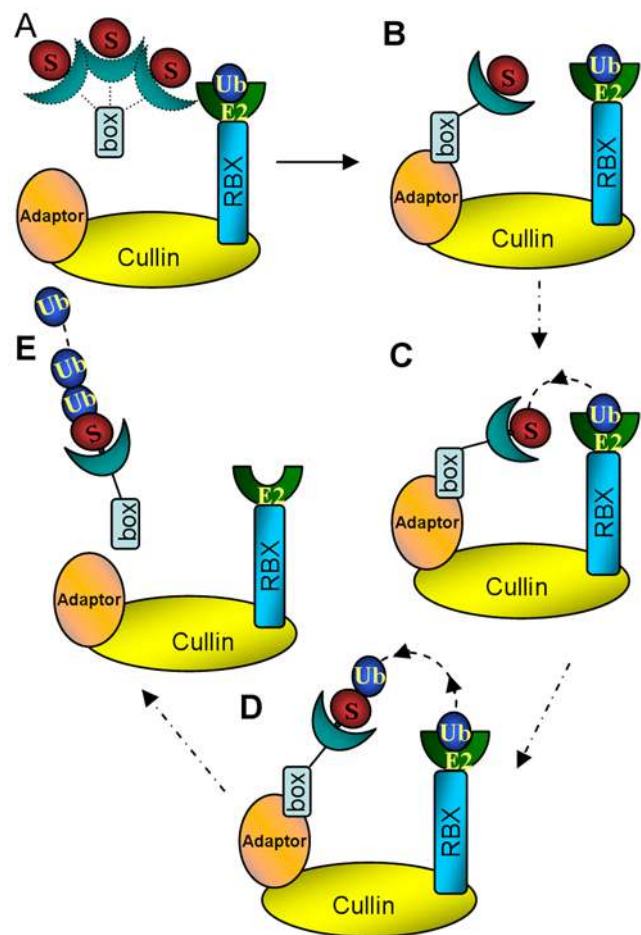 A
S
S
S
Ub
E2
box
RBX
Adaptor
Cullin
B
S
Ub
E2
box
RBX
Adaptor
Cullin
C
S
Ub
E2
box
RBX
Adaptor
Cullin
D
Ub
S
Ub
E2
box
RBX
Adaptor
Cullin
E
Ub
Ub
Ub
S
E2
box
RBX
Adaptor
Cullin